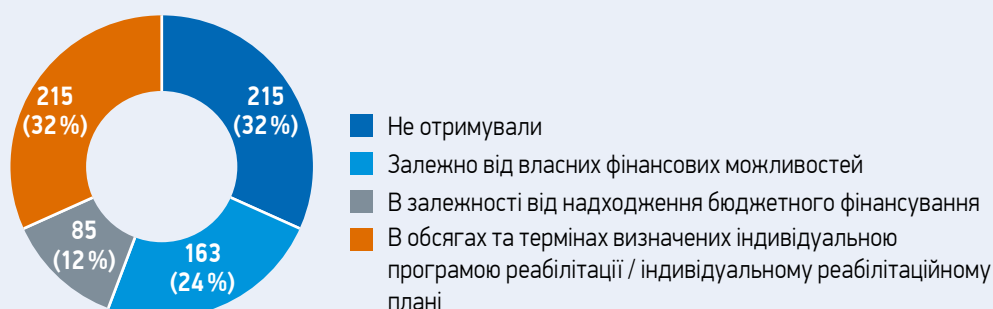 215
(32 %)
215
(32 %)
85
(12 %)
163
(24 %)
Не отримували
Залежно від власних фінансових можливостей
В залежності від надходження бюджетного фінансування
В обсягах та термінах визначених індивідуальною
програмою реабілітації / індивідуальному реабілітаційному
плані